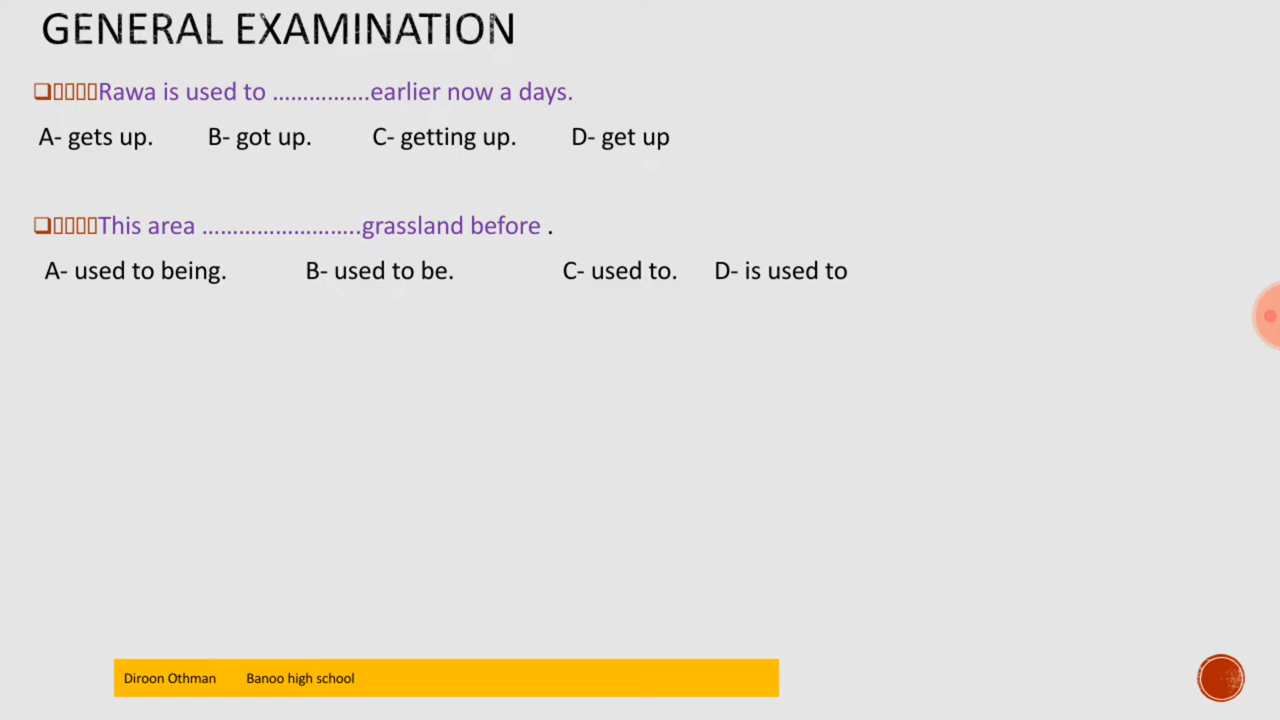 GENERAL EXAMINATION
Rawa is used to …………….earlier now a days.
A- gets up. B- got up. C- getting up. D- get up
This area ……………………..grassland before .
A- used to being. B- used to be. C- used to. D- is used to
Diroon Othman Banoo high school